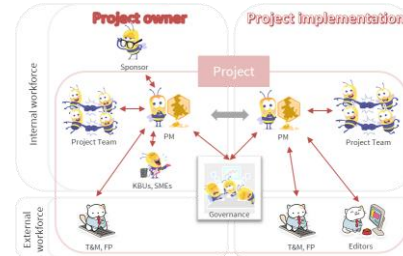 Project owner
Project implementation
Sponsor
Project
Internal workforce
Project Team
PM
PM
Project Team
KBUs, SMEs
Governance
External workforce
T&M, FP
T&M, FP
Editors